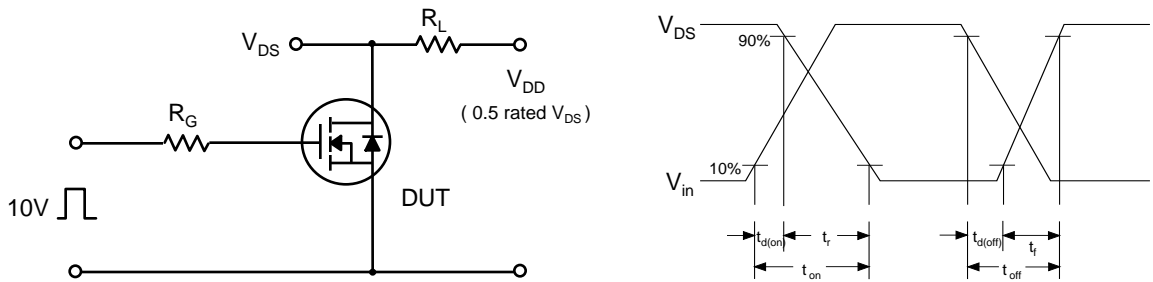 R_L
V_DS
V_DD
( 0.5 rated V_DS )
R_G
10V
DUT
V_DS
90%
10%
V_in
t_d(on)
t_r
t_on
t_d(off)
t_f
t_off